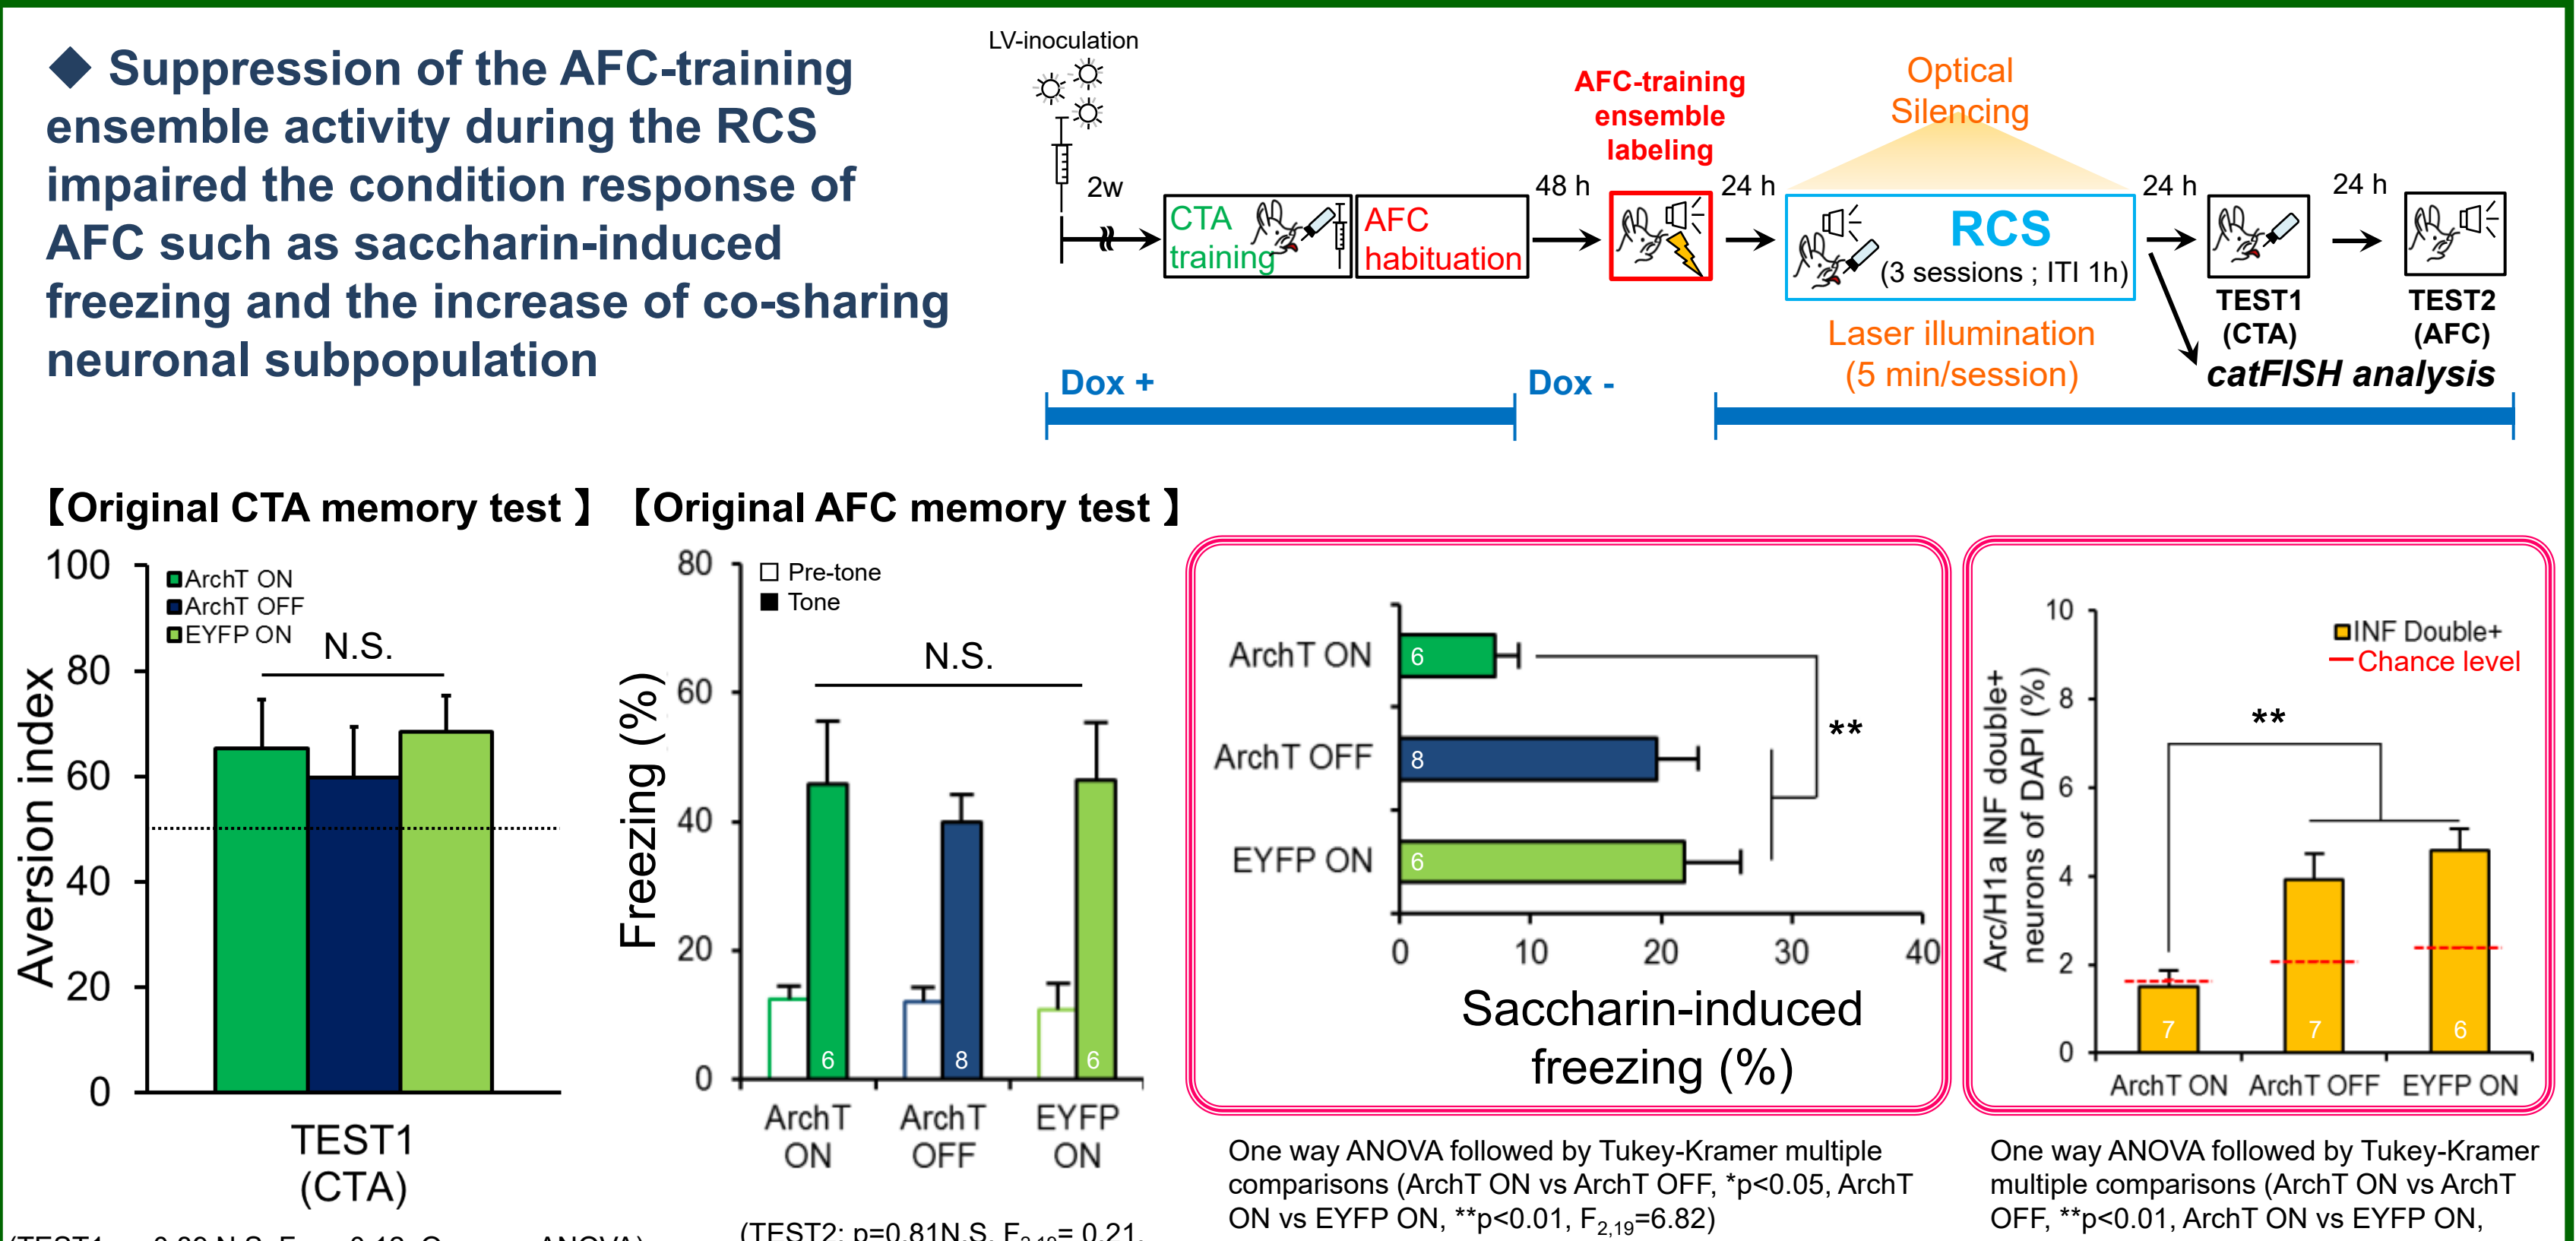 ◆ Suppression of the AFC-training
ensemble activity during the RCS
impaired the condition response of
AFC such as saccharin-induced
freezing and the increase of co-sharing
neuronal subpopulation
LV-inoculation
2w
CTA
training
AFC
habituation
48 h
AFC-training
ensemble
labeling
24 h
Optical
Silencing
RCS
(3 sessions ; ITI 1h)
Laser illumination
(5 min/session)
24 h
TEST1
(CTA)
24 h
TEST2
(AFC)
catFISH analysis
Dox +
Dox -
【Original CTA memory test 】
Aversion index
100
80
60
40
20
0
ArchT ON
ArchT OFF
EYFP ON
N.S.
TEST1
(CTA)
【Original AFC memory test 】
Freezing (%)
80
60
40
20
0
Pre-tone
Tone
N.S.
6
8
6
ArchT
ON
ArchT
OFF
EYFP
ON
(TEST2: p=0.81N.S. F2,19= 0.21,
ArchT ON
6
ArchT OFF
8
EYFP ON
6
**
0
10
20
30
40
Saccharin-induced
freezing (%)
One way ANOVA followed by Tukey-Kramer multiple
comparisons (ArchT ON vs ArchT OFF, *p<0.05, ArchT
ON vs EYFP ON, **p<0.01, F2,19=6.82)
Arc/H1a INF double+
neurons of DAPI (%)
10
8
6
4
2
0
INF Double+
Chance level
**
7
7
6
ArchT ON
ArchT OFF
EYFP ON
One way ANOVA followed by Tukey-Kramer
multiple comparisons (ArchT ON vs ArchT
OFF, **p<0.01, ArchT ON vs EYFP ON,